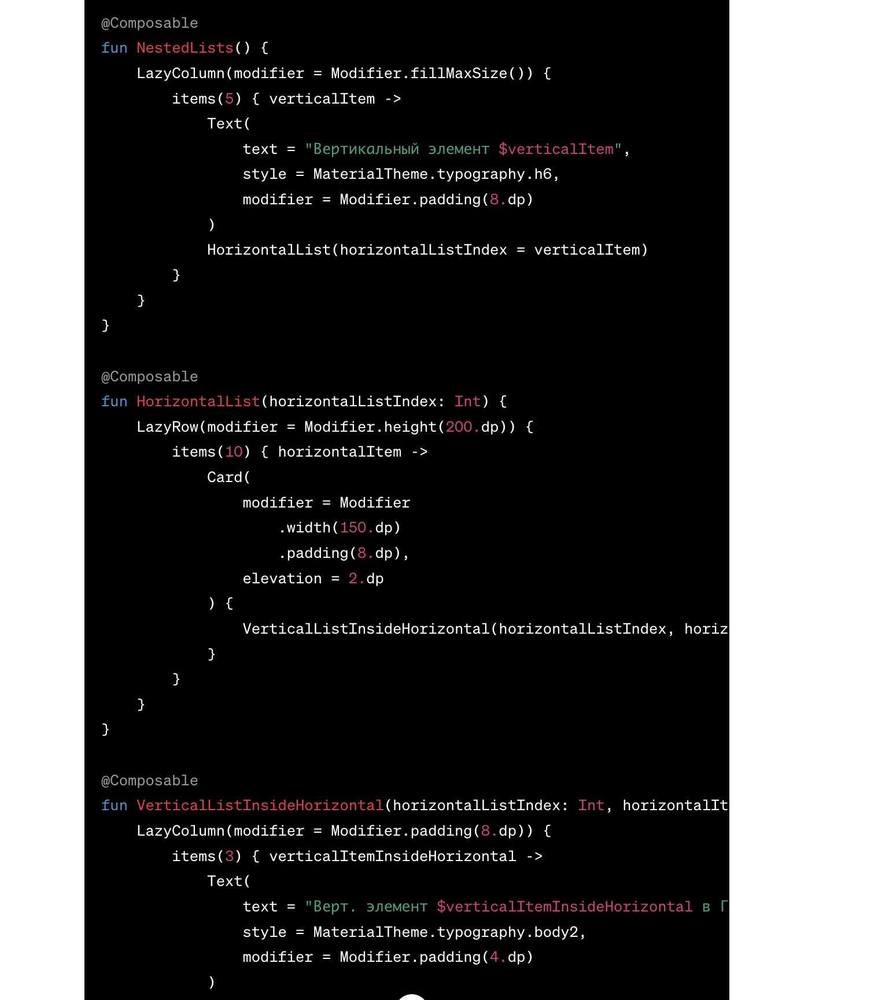 @Composable
fun NestedLists() {
    LazyColumn(modifier = Modifier.fillMaxSize()) {
        items(5) { verticalItem ->
            Text(
                text = "Вертикальный элемент $verticalItem",
                style = MaterialTheme.typography.h6,
                modifier = Modifier.padding(8.dp)
            )
            HorizontalList(horizontalListIndex = verticalItem)
        }
    }
}

@Composable
fun HorizontalList(horizontalListIndex: Int) {
    LazyRow(modifier = Modifier.height(200.dp)) {
        items(10) { horizontalItem ->
            Card(
                modifier = Modifier
                    .width(150.dp)
                    .padding(8.dp),
                elevation = 2.dp
            ) {
                VerticalListInsideHorizontal(horizontalListIndex, horiz
            }
        }
    }
}

@Composable
fun VerticalListInsideHorizontal(horizontalListIndex: Int, horizontalIt
    LazyColumn(modifier = Modifier.padding(8.dp)) {
        items(3) { verticalItemInsideHorizontal ->
            Text(
                text = "Верт. элемент $verticalItemInsideHorizontal в Г
                style = MaterialTheme.typography.body2,
                modifier = Modifier.padding(4.dp)
            )